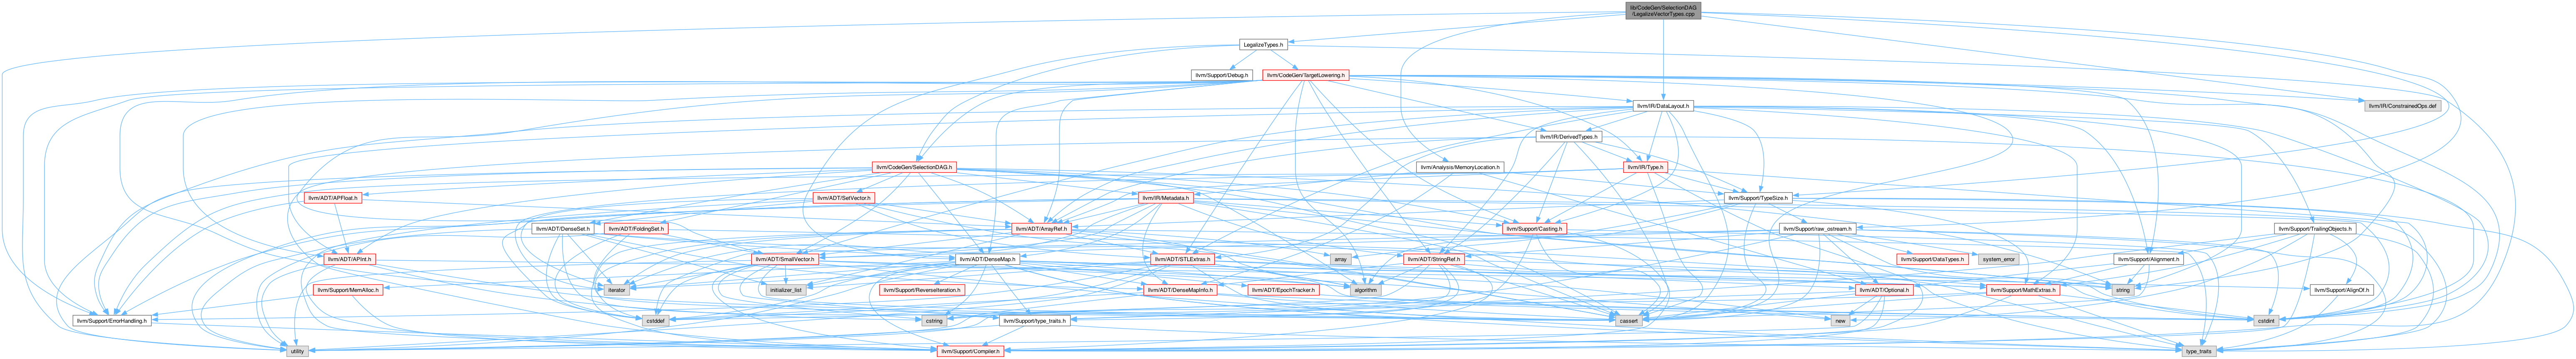 lib/CodeGen/SelectionDAG
/LegalizeVectorTypes.cpp
LegalizeTypes.h
llvm/Support/Debug.h
llvm/CodeGen/TargetLowering.h
llvm/IR/DataLayout.h
llvm/IR/ConstrainedOps.def
llvm/IR/DerivedTypes.h
llvm/CodeGen/SelectionDAG.h
llvm/Analysis/MemoryLocation.h
llvm/IR/Type.h
llvm/ADT/APFloat.h
llvm/ADT/SetVector.h
llvm/IR/Metadata.h
llvm/Support/TypeSize.h
llvm/ADT/DenseSet.h
llvm/ADT/FoldingSet.h
llvm/ADT/ArrayRef.h
llvm/Support/Casting.h
llvm/Support/raw_ostream.h
llvm/Support/TrailingObjects.h
llvm/ADT/APInt.h
llvm/ADT/SmallVector.h
llvm/ADT/DenseMap.h
llvm/ADT/STLExtras.h
array
llvm/ADT/StringRef.h
llvm/Support/DataTypes.h
system_error
llvm/Support/Alignment.h
llvm/Support/MemAlloc.h
iterator
initializer_list
llvm/Support/ReverseIteration.h
llvm/ADT/DenseMapInfo.h
llvm/ADT/EpochTracker.h
algorithm
llvm/ADT/Optional.h
llvm/Support/MathExtras.h
string
llvm/Support/AlignOf.h
llvm/Support/ErrorHandling.h
cstddef
cstring
llvm/Support/type_traits.h
cassert
new
cstdint
utility
llvm/Support/Compiler.h
type_traits